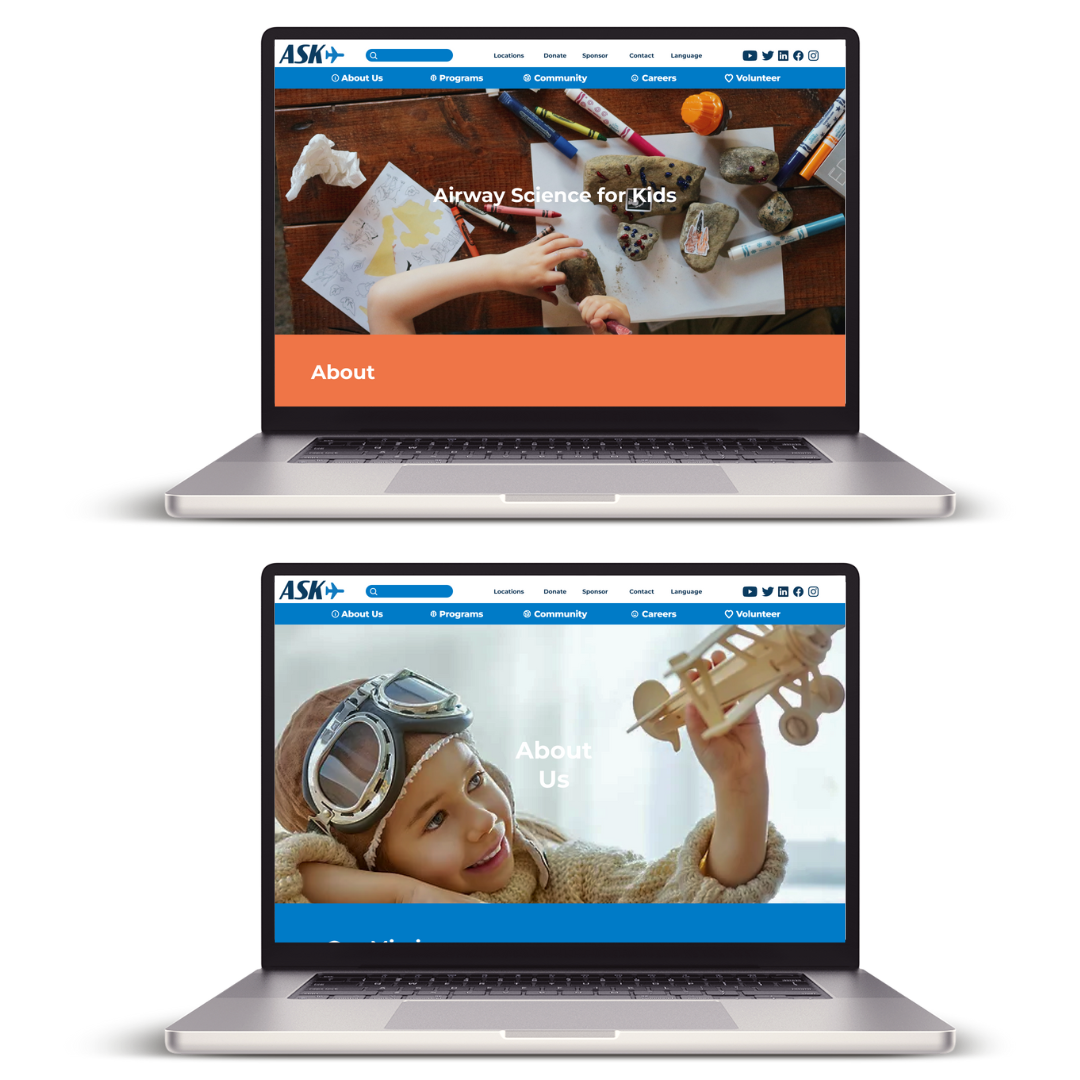 ASK
Locations Donate Sponsor Contact Language
About Us Programs Community Careers Volunteer
Airway Science for Kids
About
ASK
Locations Donate Sponsor Contact Language
About Us Programs Community Careers Volunteer
About
Us